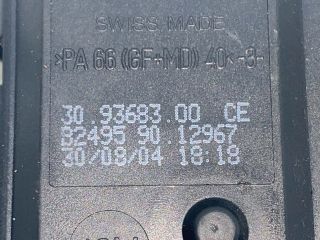 SWISS MADE
>PA 66 (GF+MD) 40< -3-
30.93683.00 CE
82495 90.12967
30/08/04 18:18